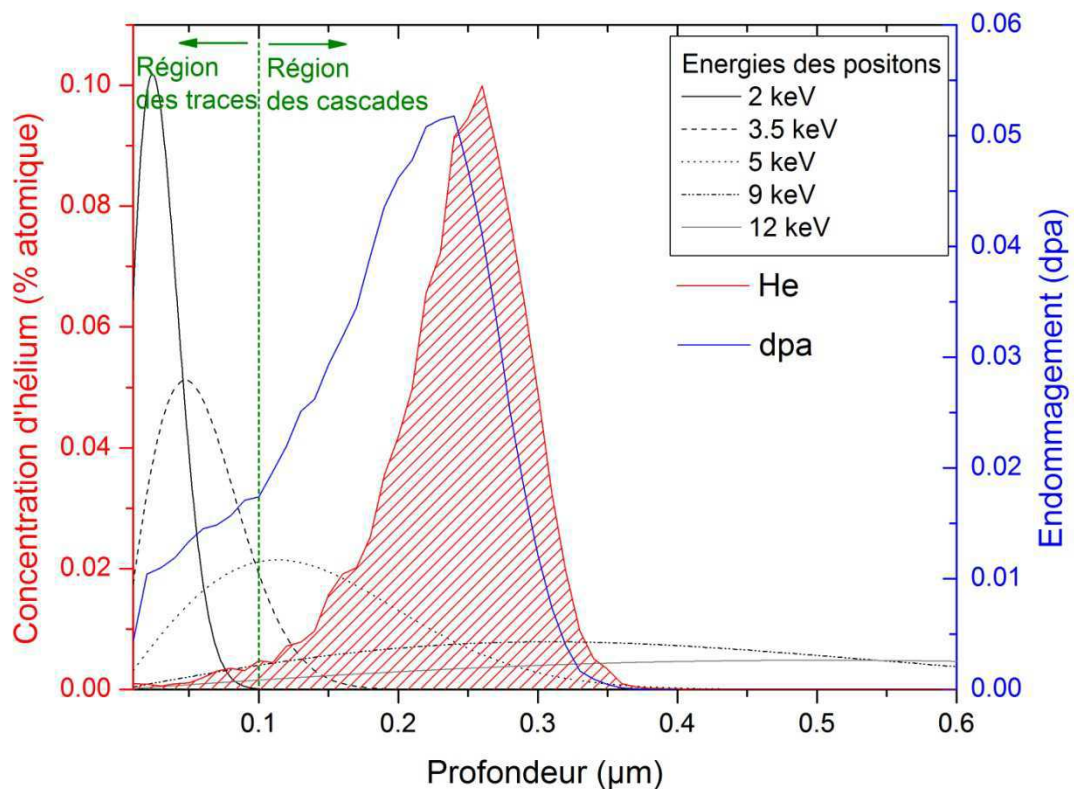 Concentration d'hélium (% atomique)
0.10
0.08
0.06
0.04
0.02
0.00
Région
des traces
Région
des cascades
Energies des positons
2 keV
3.5 keV
5 keV
9 keV
12 keV
He
dpa
0.06
0.05
0.04
0.03
0.02
0.01
0.00
Endommagement (dpa)
0.1 0.2 0.3 0.4 0.5 0.6
Profondeur (µm)